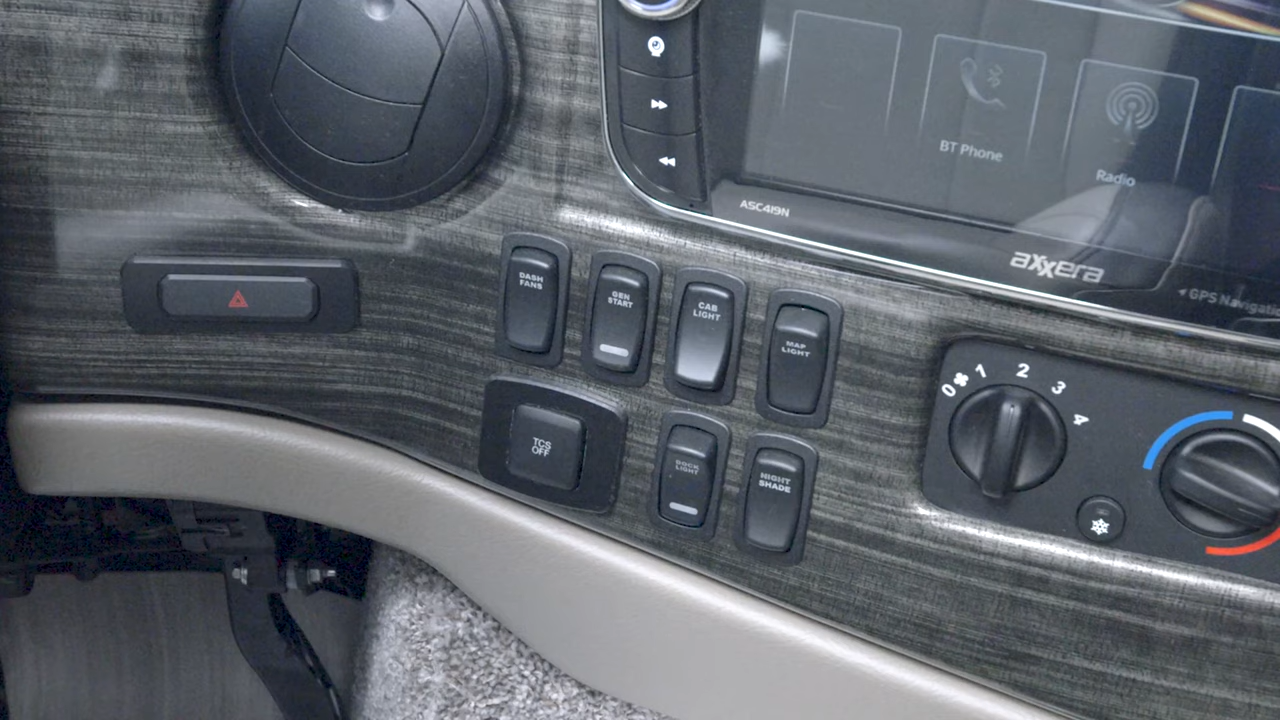 BT Phone
Radio
ASC419N
axxera
GPS Navigatio
DASH
FANS
GEN
START
CAB
LIGHT
MAP
LIGHT
TCS
OFF
DOCK
LIGHT
NIGHT
SHADE
0 1 2 3 4